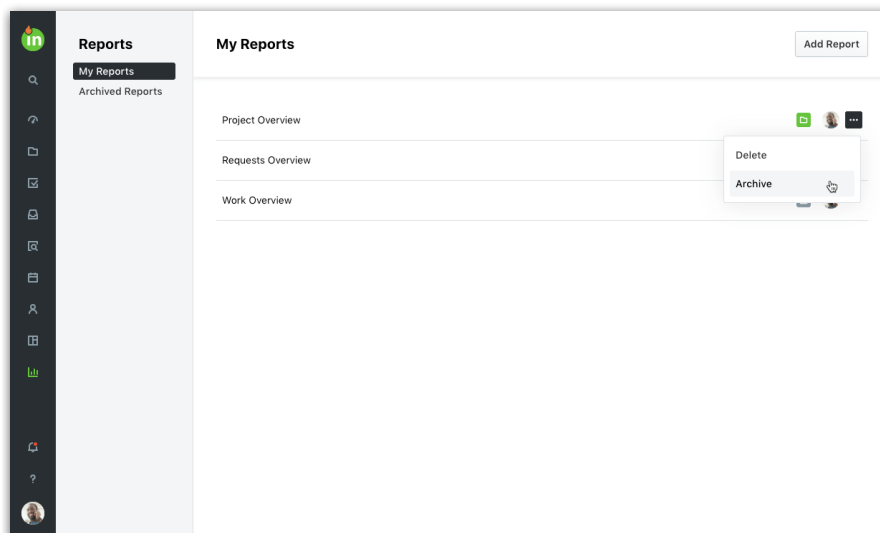 in
Reports
My Reports
Archived Reports
My Reports
Add Report
Project Overview
Requests Overview
Work Overview
Delete
Archive
?